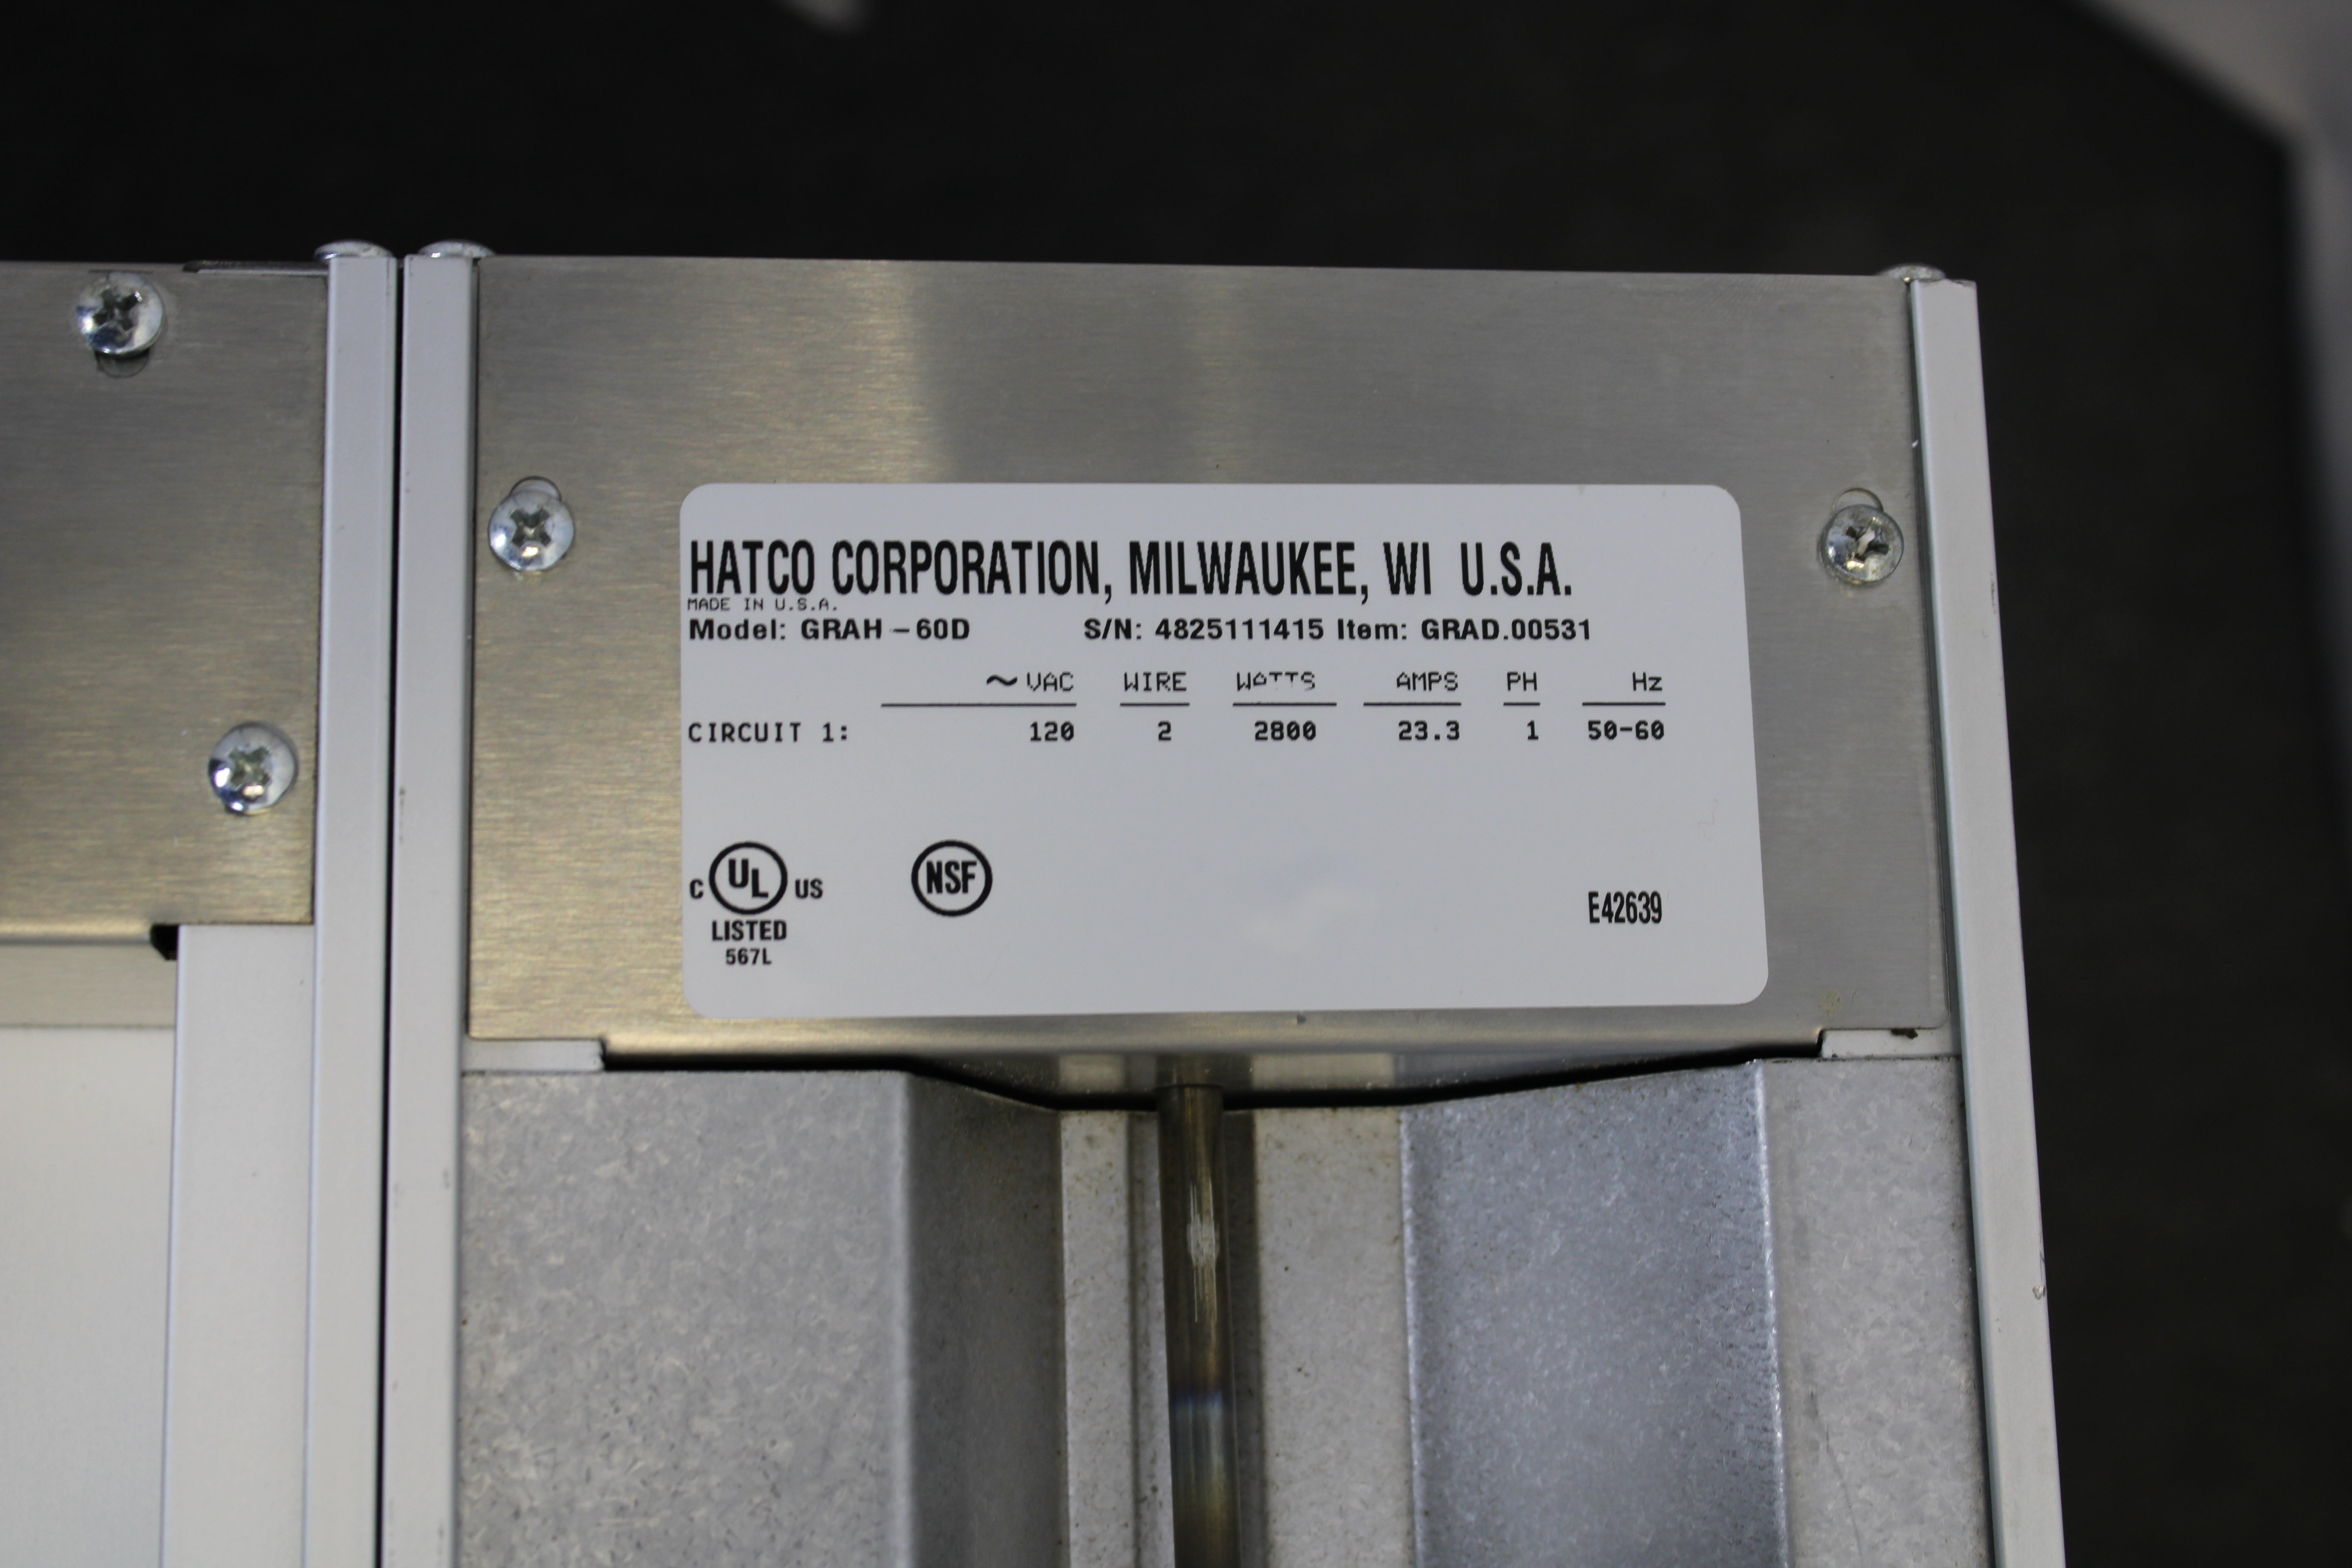 HATCO CORPORATION, MILWAUKEE, WI U.S.A.
MADE IN U.S.A.
Model: GRAH-60D S/N: 4825111415 Item: GRAD.00531
~ VAC WIRE WATTS AMPS PH Hz
CIRCUIT 1: 120 2 2800 23.3 1 50-60
C UL US NSF
LISTED
567L
E42639